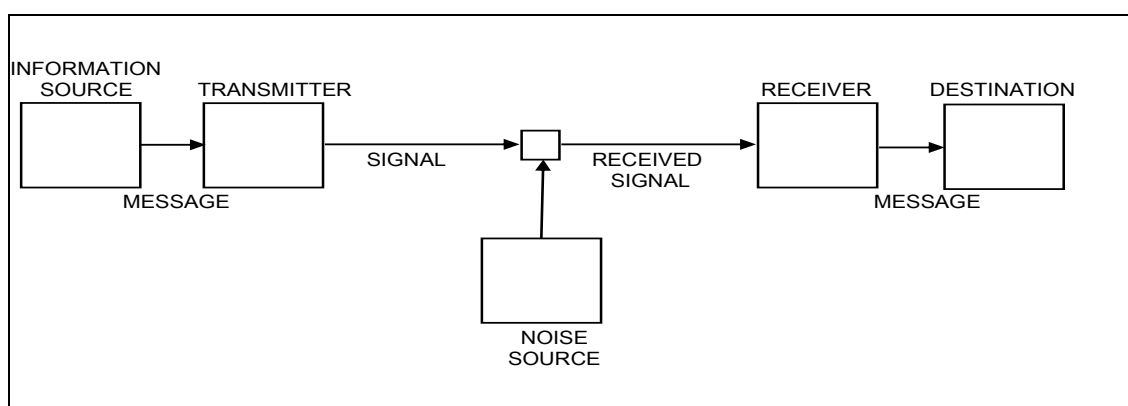 INFORMATION
SOURCE
TRANSMITTER
RECEIVER
DESTINATION
SIGNAL
RECEIVED
SIGNAL
MESSAGE
MESSAGE
NOISE
SOURCE